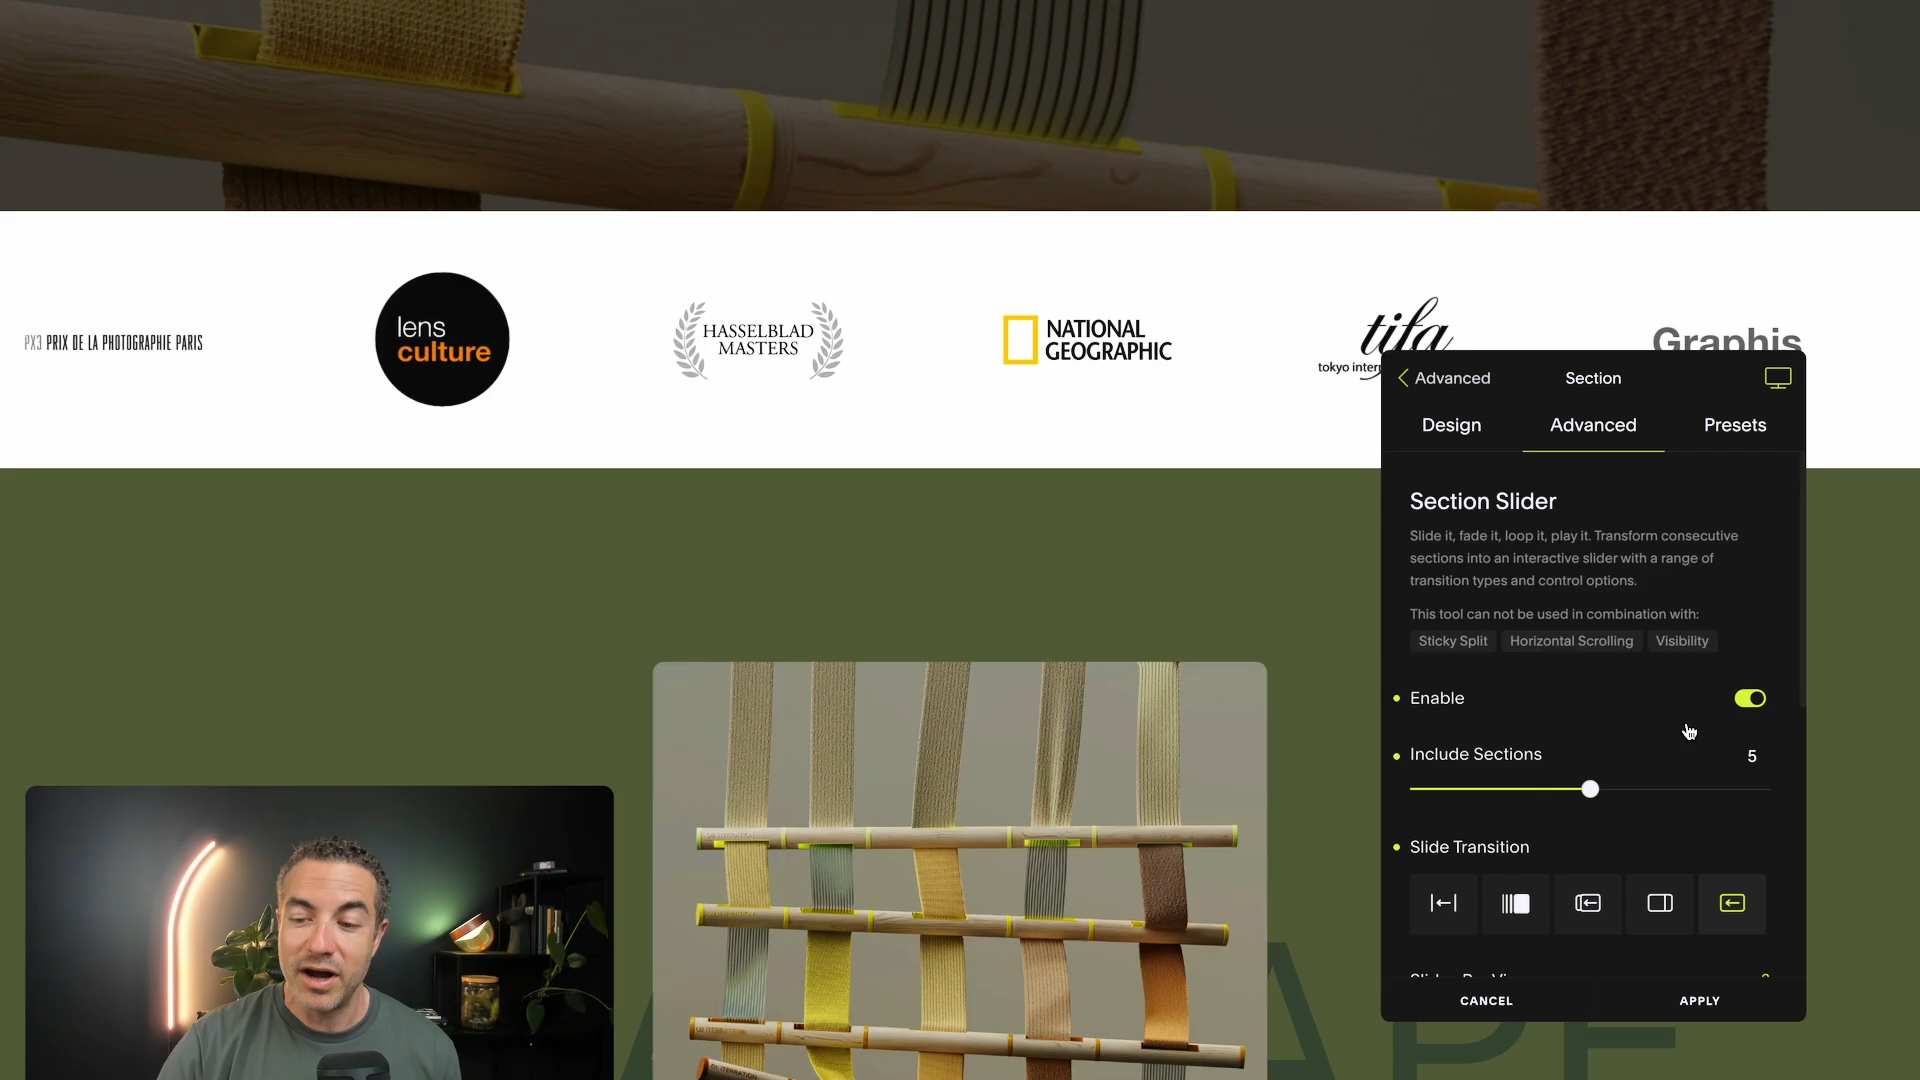 PX3 PRIX DE LA PHOTOGRAPHIE PARIS
lens
culture
HASSELBLAD
MASTERS
NATIONAL
GEOGRAPHIC
tifa
tokyo
Graphis
Advanced
Section
Design
Advanced
Presets
Section Slider
Slide it, fade it, loop it, play it. Transform consecutive
sections into an interactive slider with a range of
transition types and control options.
This tool can not be used in combination with:
Sticky Split
Horizontal Scrolling
Visibility
Enable
Include Sections
5
Slide Transition
CANCEL
APPLY